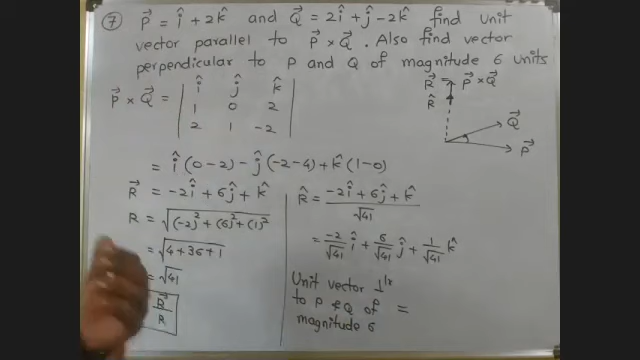 ⑦ P⃗ = î + 2k̂ and Q⃗ = 2î + ĵ - 2k̂ find unit
vector parallel to P⃗ × Q⃗. Also find vector
perpendicular to P and Q of magnitude 6 units
R⃗ = P⃗ × Q⃗
R̂
Q⃗
P⃗
P⃗ × Q⃗ = | î ĵ k̂ |
| 1 0 2 |
| 2 1 -2 |
= î (0-2) - ĵ (-2-4) + k̂ (1-0)
R⃗ = -2î + 6ĵ + k̂
R = √((-2)² + (6)² + (1)²)
= √(4 + 36 + 1)
= √41
R⃗/R
R̂ = (-2î + 6ĵ + k̂)/√41
= -2/√41 î + 6/√41 ĵ + 1/√41 k̂
Unit vector ⊥lr
to P & Q of =
magnitude 6